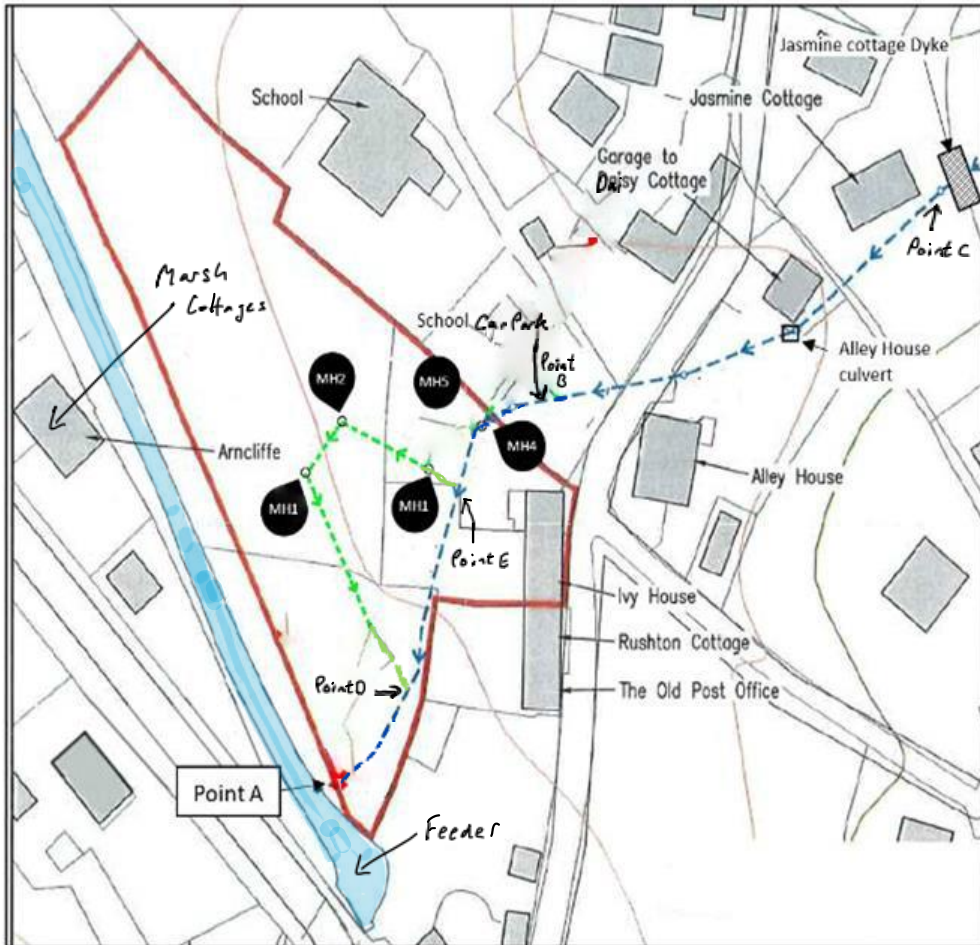 Jasmine cottage Dyke
School
Jasmine Cottage
Garage to
Daisy Cottage
Point C
Marsh
Cottages
School Car Park
Point
B
Alley House
culvert
MH2
MH5
MH4
Arncliffe
Alley House
MH1
MH1
Point E
Ivy House
Rushton Cottage
Point D
The Old Post Office
Point A
Feeder